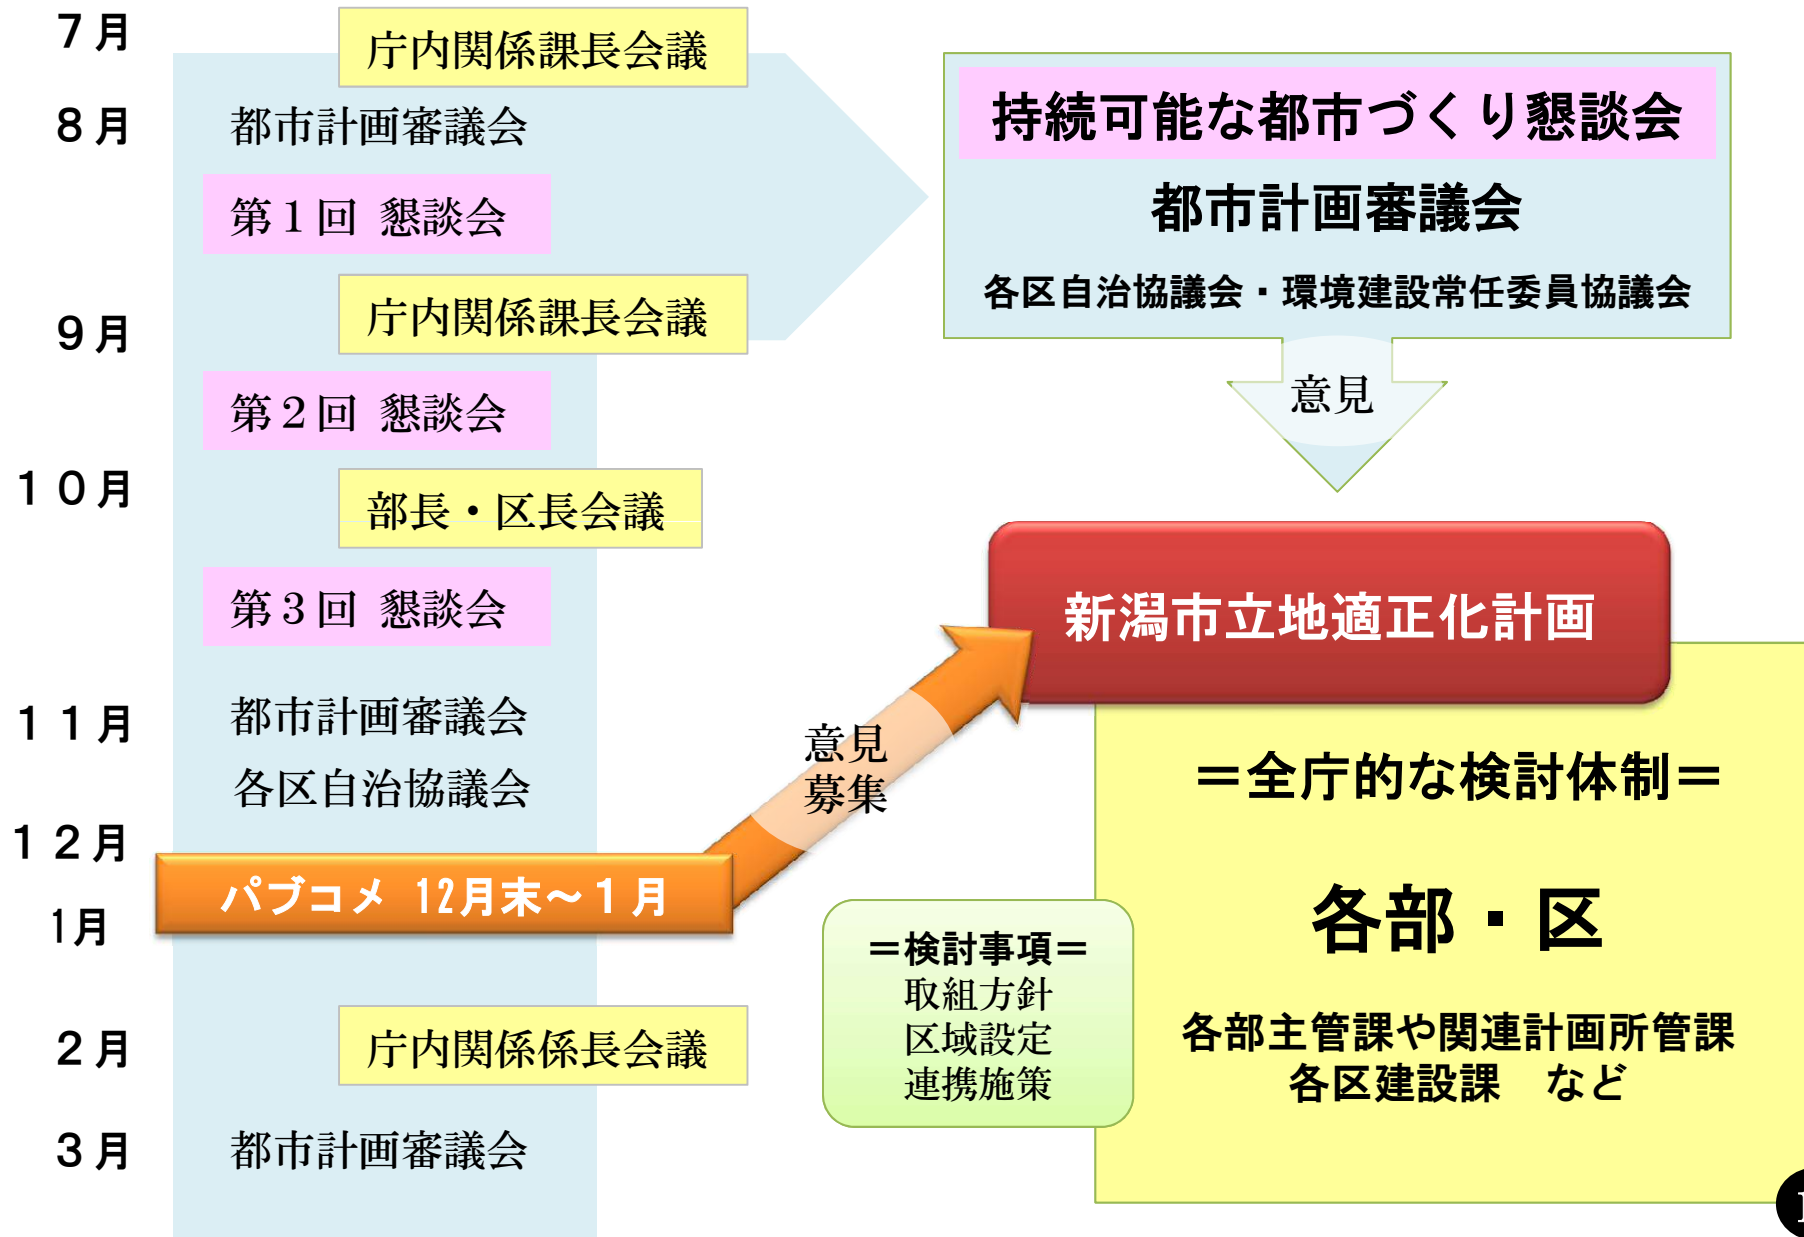 ７月
庁内関係課長会議
８月
都市計画審議会
第１回 懇談会
庁内関係課長会議
９月
第２回 懇談会
１０月
部長・区長会議
第３回 懇談会
１１月
都市計画審議会
各区自治協議会
１２月
パブコメ 12月末～１月
1月
２月
庁内関係係長会議
３月
都市計画審議会
持続可能な都市づくり懇談会
都市計画審議会
各区自治協議会・環境建設常任委員協議会
意見
新潟市立地適正化計画
意見
募集
＝全庁的な検討体制＝
各部・区
各部主管課や関連計画所管課
各区建設課　など
＝検討事項＝
取組方針
区域設定
連携施策